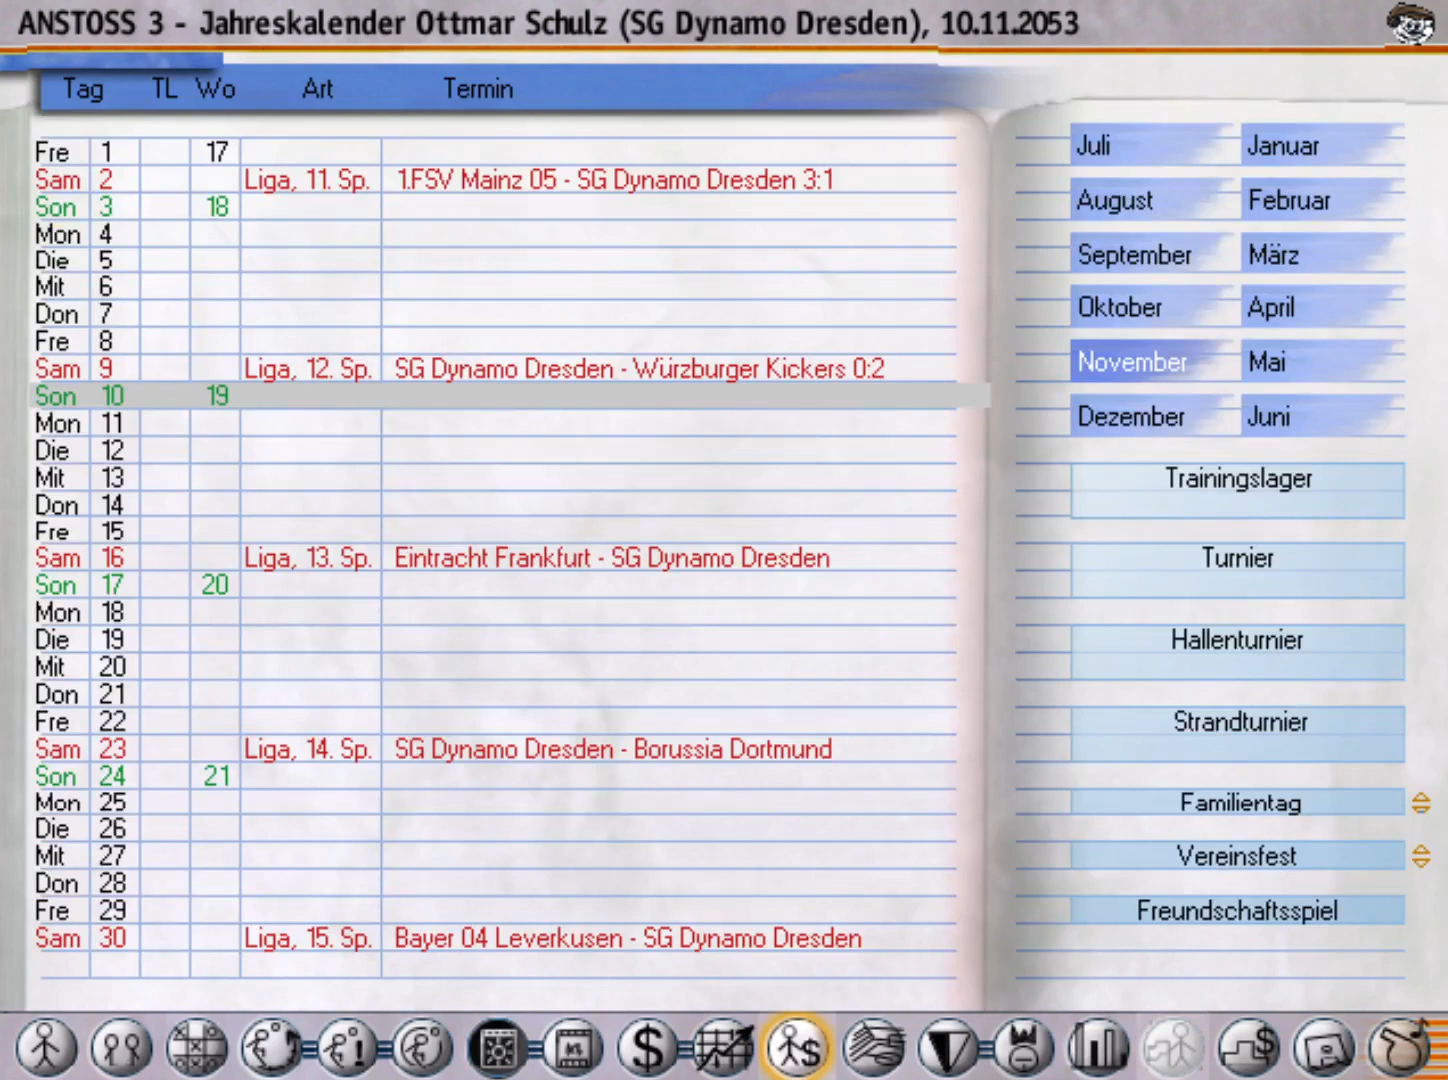 ANSTOSS 3 - Jahreskalender Ottmar Schulz (SG Dynamo Dresden), 10.11.2053
Tag TL Wo Art Termin
Fre 1 17
Sam 2 Liga, 11. Sp. 1.FSV Mainz 05 - SG Dynamo Dresden 3:1
Son 3 18
Mon 4
Die 5
Mit 6
Don 7
Fre 8
Sam 9 Liga, 12. Sp. SG Dynamo Dresden - Würzburger Kickers 0:2
Son 10 19
Mon 11
Die 12
Mit 13
Don 14
Fre 15
Sam 16 Liga, 13. Sp. Eintracht Frankfurt - SG Dynamo Dresden
Son 17 20
Mon 18
Die 19
Mit 20
Don 21
Fre 22
Sam 23 Liga, 14. Sp. SG Dynamo Dresden - Borussia Dortmund
Son 24 21
Mon 25
Die 26
Mit 27
Don 28
Fre 29
Sam 30 Liga, 15. Sp. Bayer 04 Leverkusen - SG Dynamo Dresden
Juli Januar
August Februar
September März
Oktober April
November Mai
Dezember Juni
Trainingslager
Turnier
Hallenturnier
Strandturnier
Familientag
Vereinsfest
Freundschaftsspiel